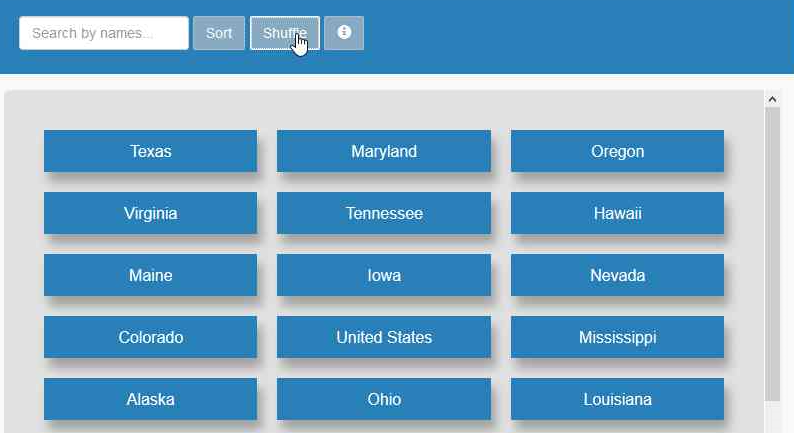 Search by names... Sort Shuffle
Texas Maryland Oregon
Virginia Tennessee Hawaii
Maine Iowa Nevada
Colorado United States Mississippi
Alaska Ohio Louisiana